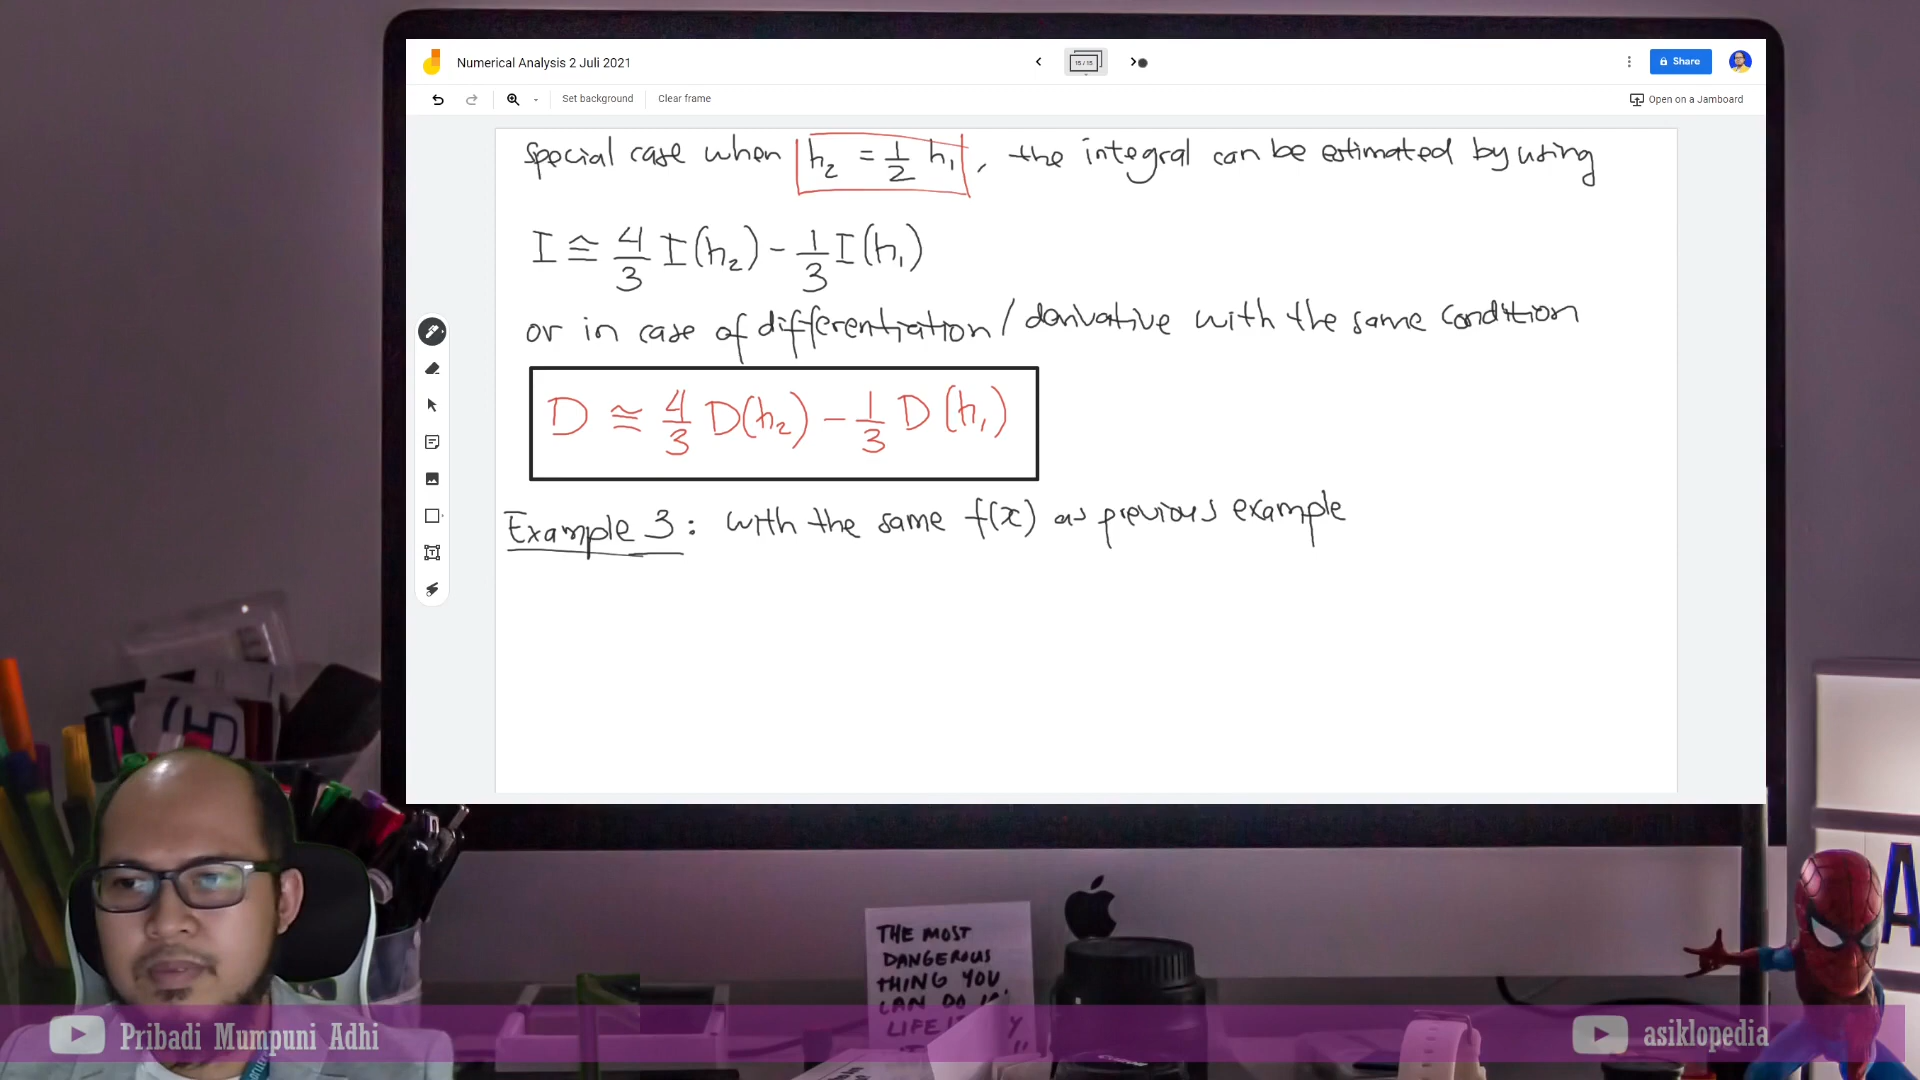 Numerical Analysis 2 Juli 2021
15 / 15
Share
Set background
Clear frame
Open on a Jamboard
special case when h₂ = 1/2 h₁, the integral can be estimated by using
I ≅ 4/3 I(h₂) - 1/3 I(h₁)
or in case of differentiation / derivative with the same condition
D ≅ 4/3 D(h₂) - 1/3 D(h₁)
Example 3: with the same f(x) as previous example
THE MOST
DANGEROUS
THING YOU
CAN DO
LIFE
A
Pribadi Mumpuni Adhi
asiklopedia